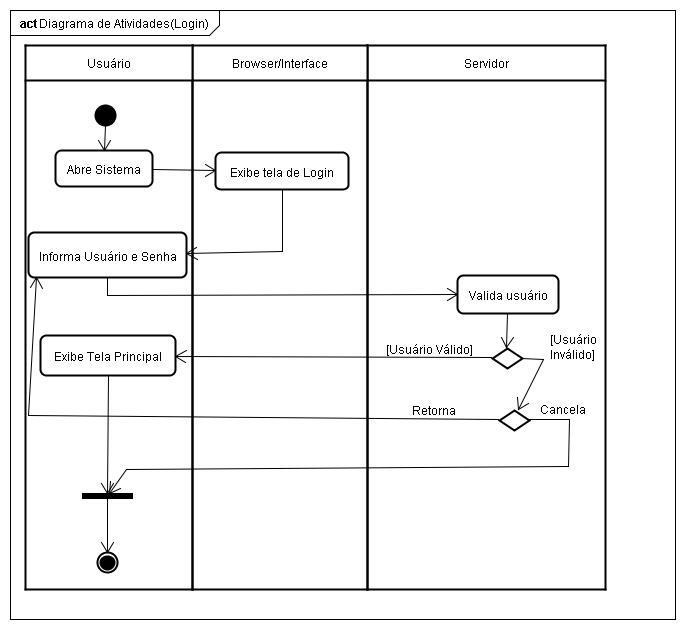 act Diagrama de Atividades(Login)
Usuário
Browser/Interface
Servidor
Abre Sistema
Exibe tela de Login
Informa Usuário e Senha
Valida usuário
[Usuário
Inválido]
[Usuário Válido]
Exibe Tela Principal
Retorna
Cancela